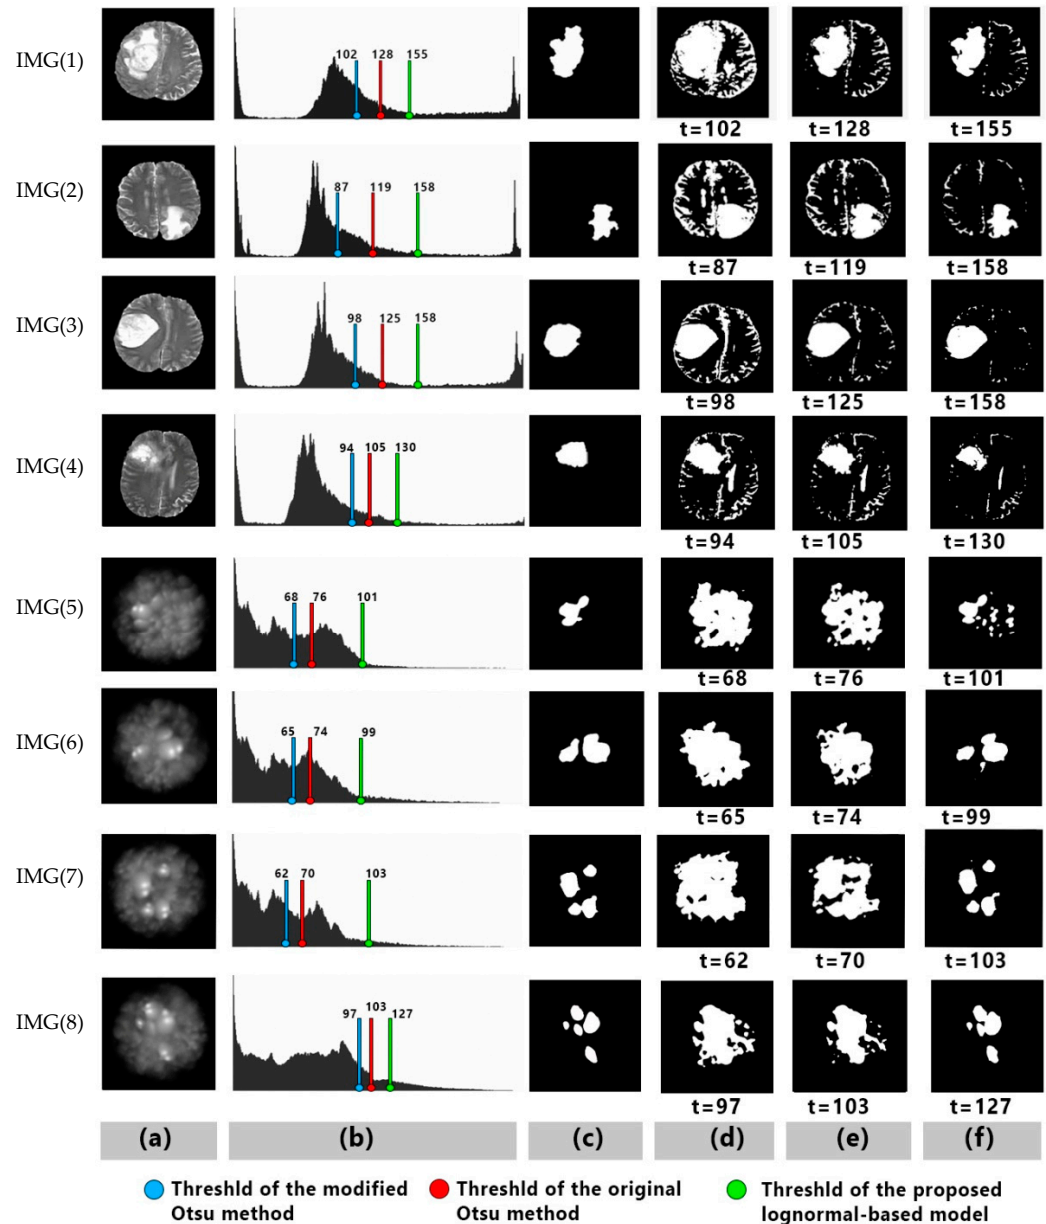 IMG(1)
102 128 155
t=102 t=128 t=155
IMG(2)
87 119 158
t=87 t=119 t=158
IMG(3)
98 125 158
t=98 t=125 t=158
IMG(4)
94 105 130
t=94 t=105 t=130
IMG(5)
68 76 101
t=68 t=76 t=101
IMG(6)
65 74 99
t=65 t=74 t=99
IMG(7)
62 70 103
t=62 t=70 t=103
IMG(8)
97 103 127
t=97 t=103 t=127
(a) (b) (c) (d) (e) (f)
Threshld of the modified
Otsu method
Threshld of the original
Otsu method
Threshld of the proposed
lognormal-based model